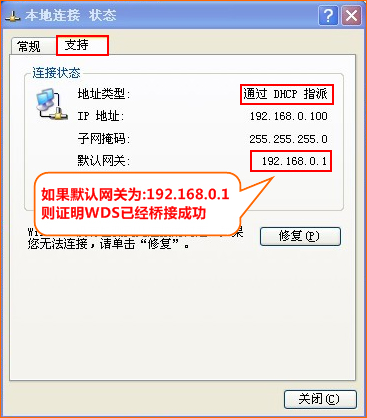 本地连接 状态
常规
支持
连接状态
地址类型:
通过 DHCP 指派
IP 地址:
192.168.0.100
子网掩码:
255.255.255.0
默认网关:
192.168.0.1
如果默认网关为:192.168.0.1
则证明WDS已经桥接成功
果
您无法连接,请单击“修复”。
修复(P)
关闭(C)